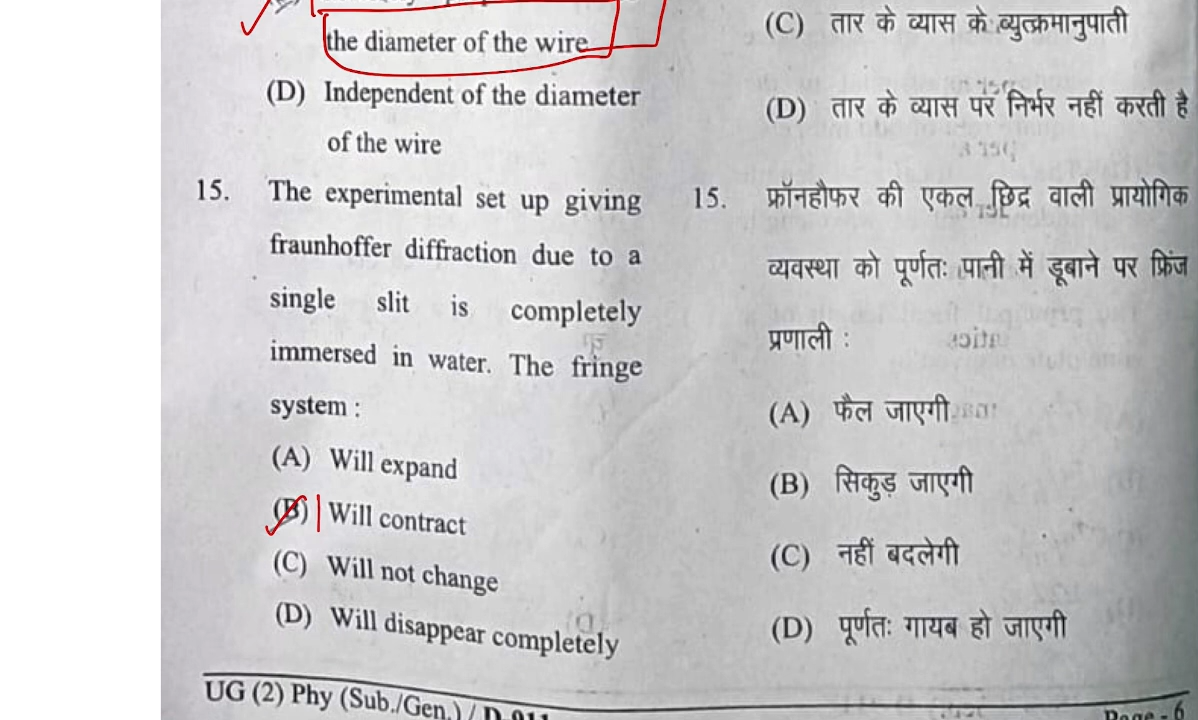 the diameter of the wire
(D) Independent of the diameter
of the wire
15. The experimental set up giving
fraunhoffer diffraction due to a
single slit is completely
immersed in water. The fringe
system :
(A) Will expand
(B) Will contract
(C) Will not change
(D) Will disappear completely
UG (2) Phy (Sub./Gen.) / D-911
(C) तार के व्यास के व्युत्क्रमानुपाती
(D) तार के व्यास पर निर्भर नहीं करती है
15. फ्रॉनहौफर की एकल छिद्र वाली प्रायोगिक
व्यवस्था को पूर्णतः पानी में डूबाने पर फ्रिंज
प्रणाली :
(A) फैल जाएगी
(B) सिकुड़ जाएगी
(C) नहीं बदलेगी
(D) पूर्णतः गायब हो जाएगी
Page - 6